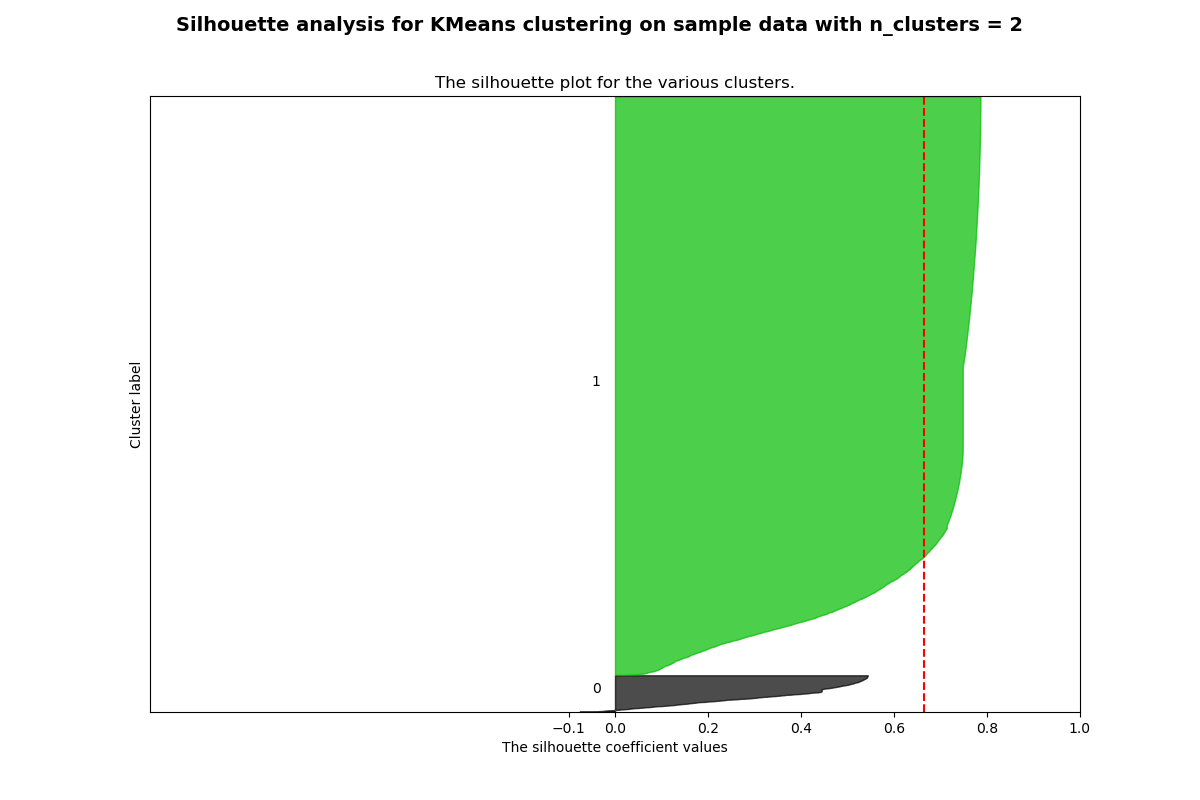 Silhouette analysis for KMeans clustering on sample data with n_clusters = 2
The silhouette plot for the various clusters.
Cluster label
1
0
−0.1 0.0 0.2 0.4 0.6 0.8 1.0
The silhouette coefficient values